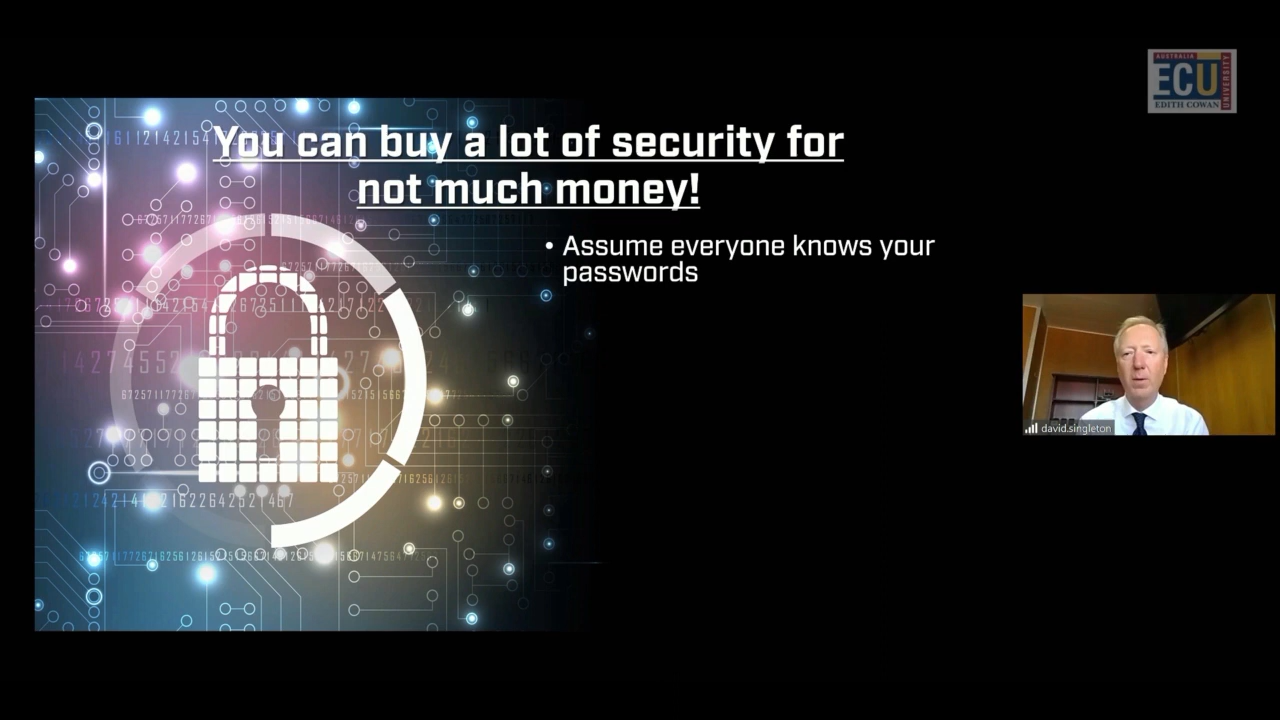 AUSTRALIA
ECU
EDITH COWAN
UNIVERSITY
You can buy a lot of security for
not much money!
• Assume everyone knows your
passwords
david.singleton